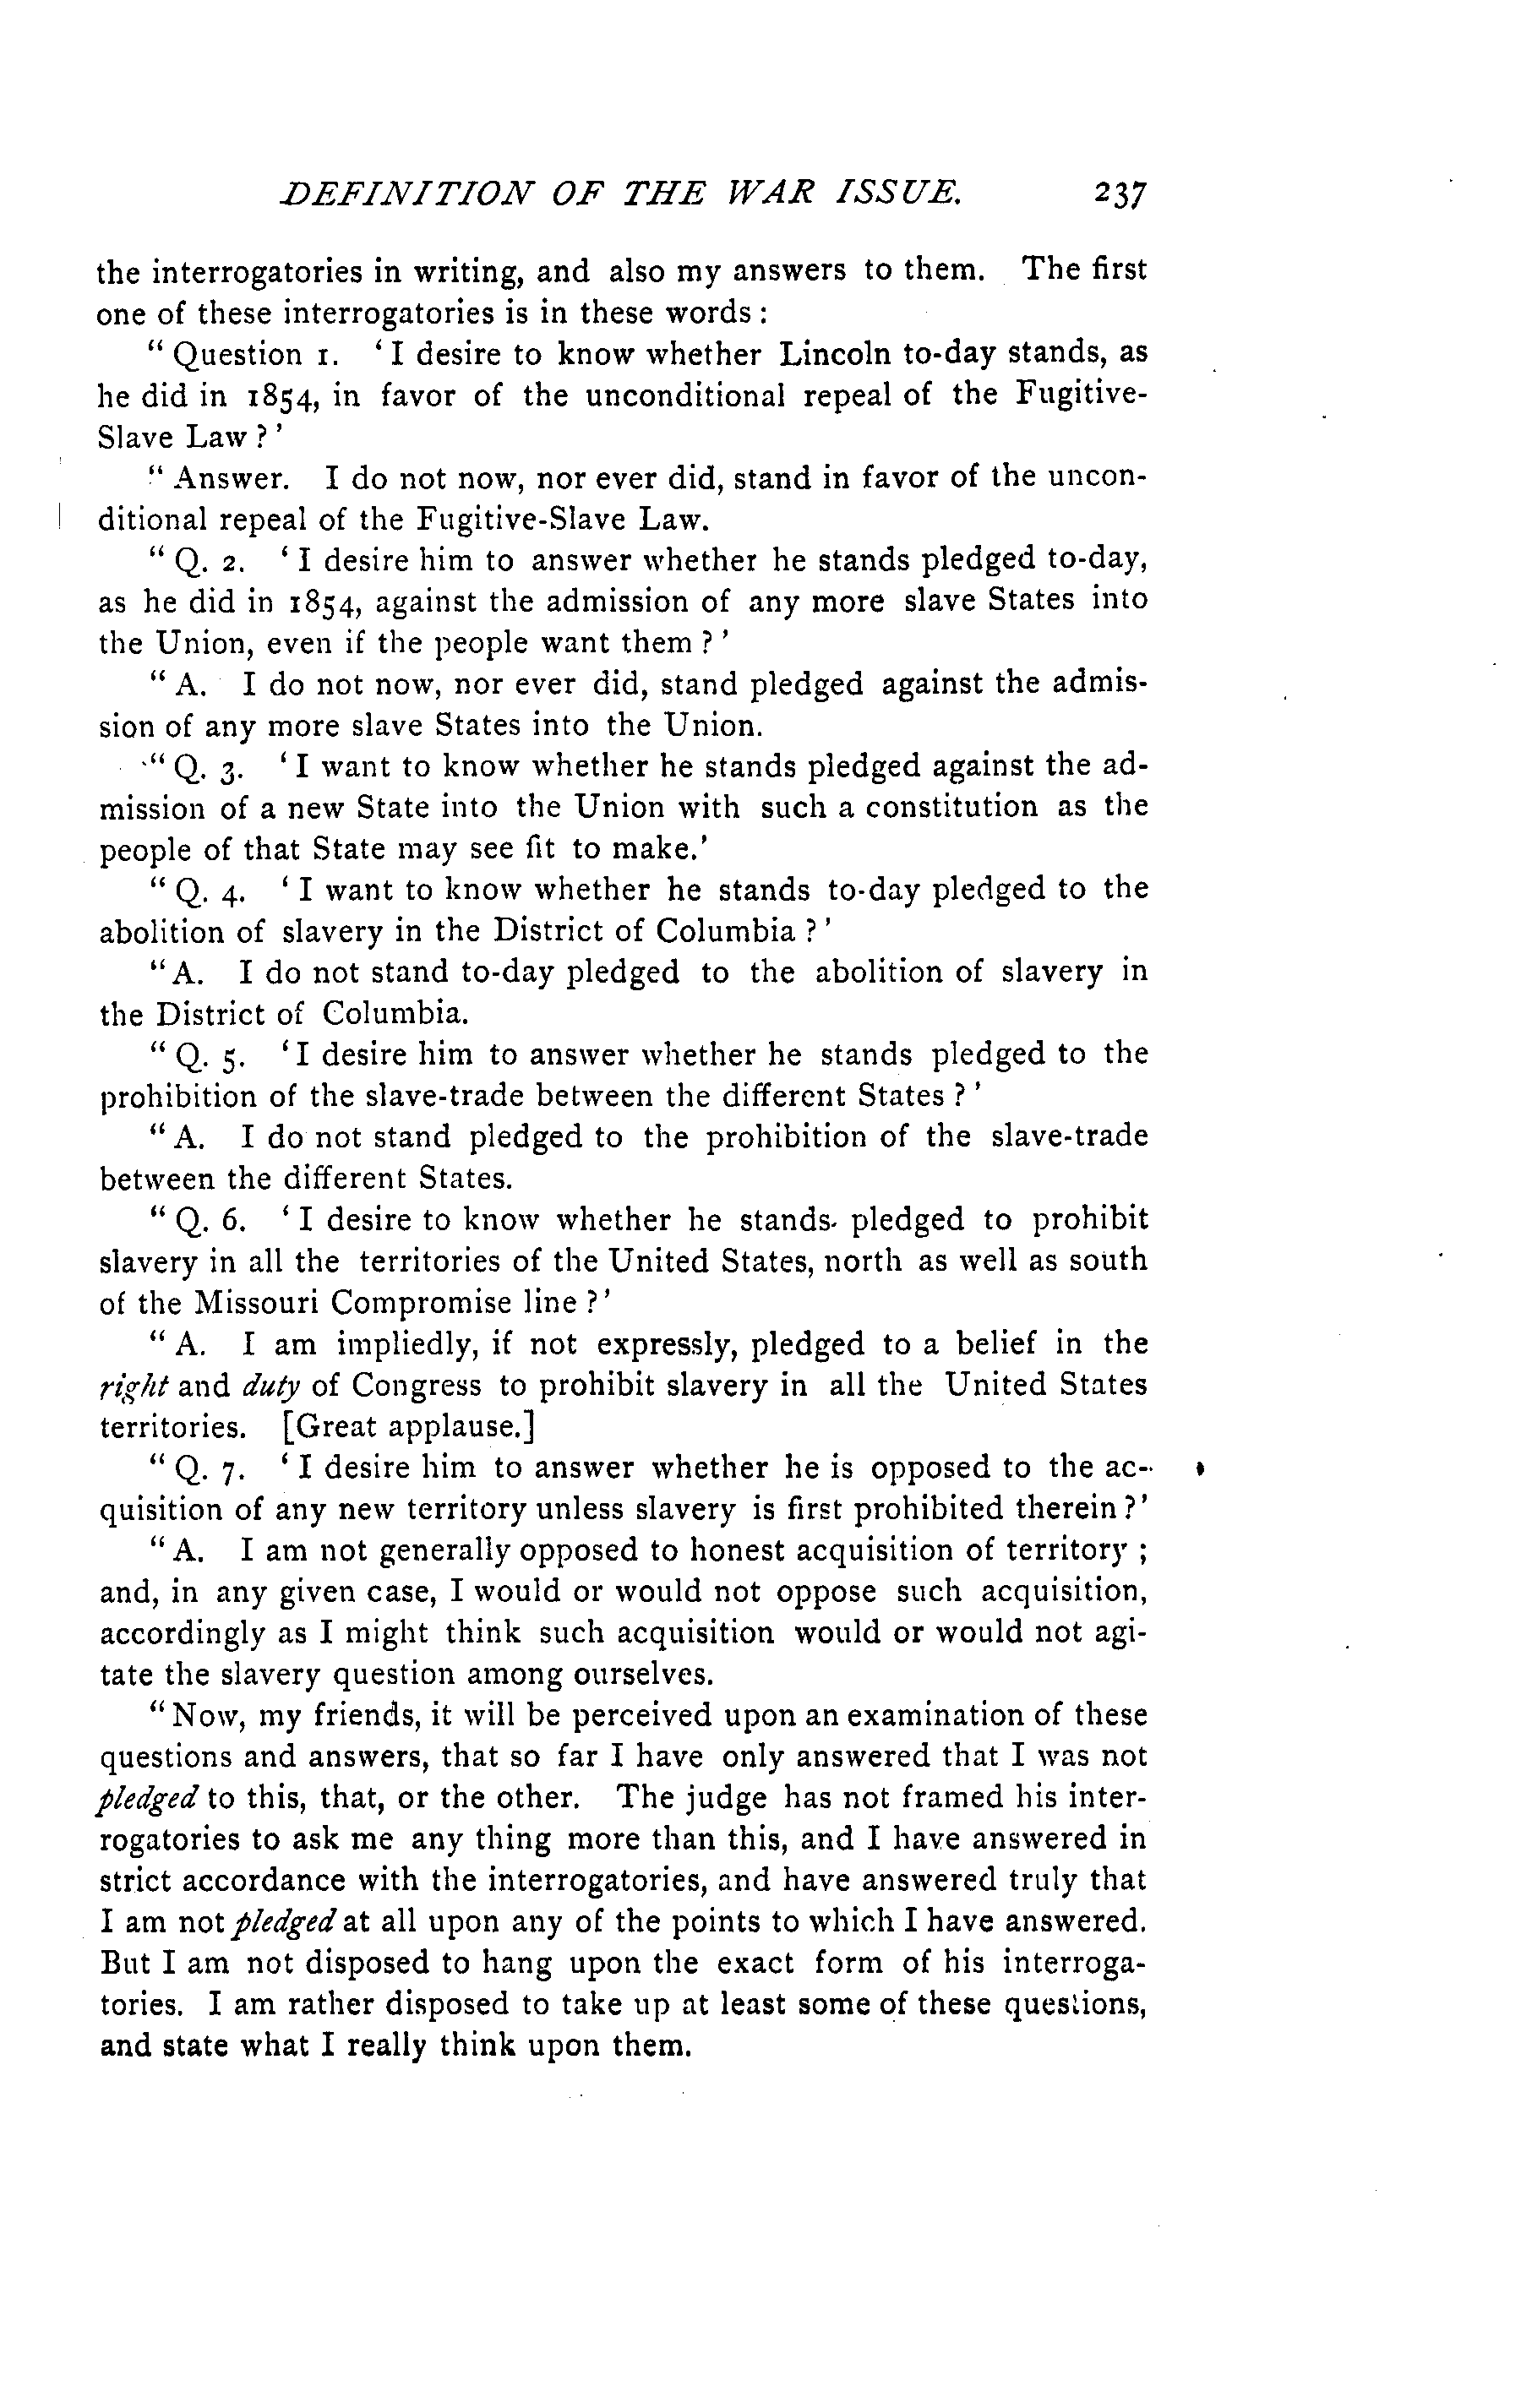 DEFINITION OF THE WAR ISSUE. 237
the interrogatories in writing, and also my answers to them. The first
one of these interrogatories is in these words :
" Question 1. ' I desire to know whether Lincoln to-day stands, as
he did in 1854, in favor of the unconditional repeal of the Fugitive-
Slave Law ? '
" Answer. I do not now, nor ever did, stand in favor of the uncon-
ditional repeal of the Fugitive-Slave Law.
" Q. 2. ' I desire him to answer whether he stands pledged to-day,
as he did in 1854, against the admission of any more slave States into
the Union, even if the people want them ? '
" A. I do not now, nor ever did, stand pledged against the admis-
sion of any more slave States into the Union.
" Q. 3. ' I want to know whether he stands pledged against the ad-
mission of a new State into the Union with such a constitution as the
people of that State may see fit to make.'
" Q. 4. ' I want to know whether he stands to-day pledged to the
abolition of slavery in the District of Columbia ? '
" A. I do not stand to-day pledged to the abolition of slavery in
the District of Columbia.
" Q. 5. ' I desire him to answer whether he stands pledged to the
prohibition of the slave-trade between the different States ? '
" A. I do not stand pledged to the prohibition of the slave-trade
between the different States.
" Q. 6. ' I desire to know whether he stands pledged to prohibit
slavery in all the territories of the United States, north as well as south
of the Missouri Compromise line ? '
" A. I am impliedly, if not expressly, pledged to a belief in the
right and duty of Congress to prohibit slavery in all the United States
territories. [Great applause.]
" Q. 7. ' I desire him to answer whether he is opposed to the ac-
quisition of any new territory unless slavery is first prohibited therein ? '
" A. I am not generally opposed to honest acquisition of territory ;
and, in any given case, I would or would not oppose such acquisition,
accordingly as I might think such acquisition would or would not agi-
tate the slavery question among ourselves.
" Now, my friends, it will be perceived upon an examination of these
questions and answers, that so far I have only answered that I was not
pledged to this, that, or the other. The judge has not framed his inter-
rogatories to ask me any thing more than this, and I have answered in
strict accordance with the interrogatories, and have answered truly that
I am not pledged at all upon any of the points to which I have answered.
But I am not disposed to hang upon the exact form of his interroga-
tories. I am rather disposed to take up at least some of these questions,
and state what I really think upon them.